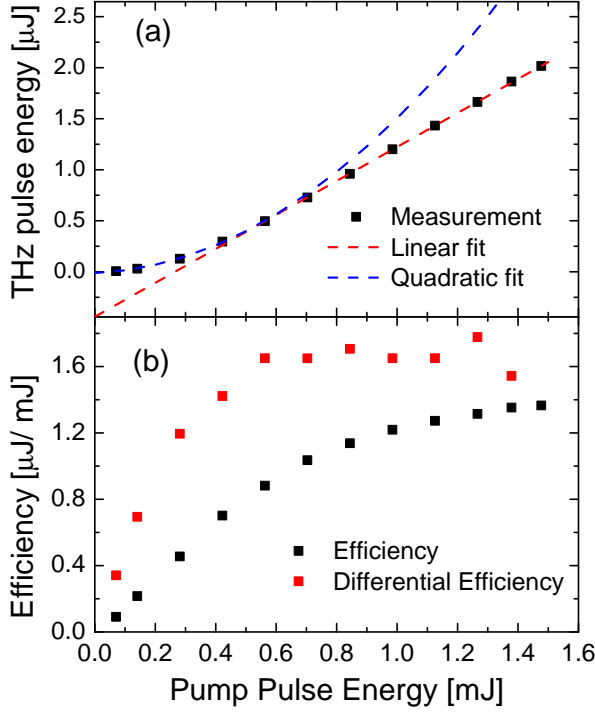 (a)
THz pulse energy [µJ]
2.5
2.0
1.5
1.0
0.5
0.0
Measurement
Linear fit
Quadratic fit
(b)
Efficiency [µJ/ mJ]
1.6
1.2
0.8
0.4
0.0
Efficiency
Differential Efficiency
0.0 0.2 0.4 0.6 0.8 1.0 1.2 1.4 1.6
Pump Pulse Energy [mJ]